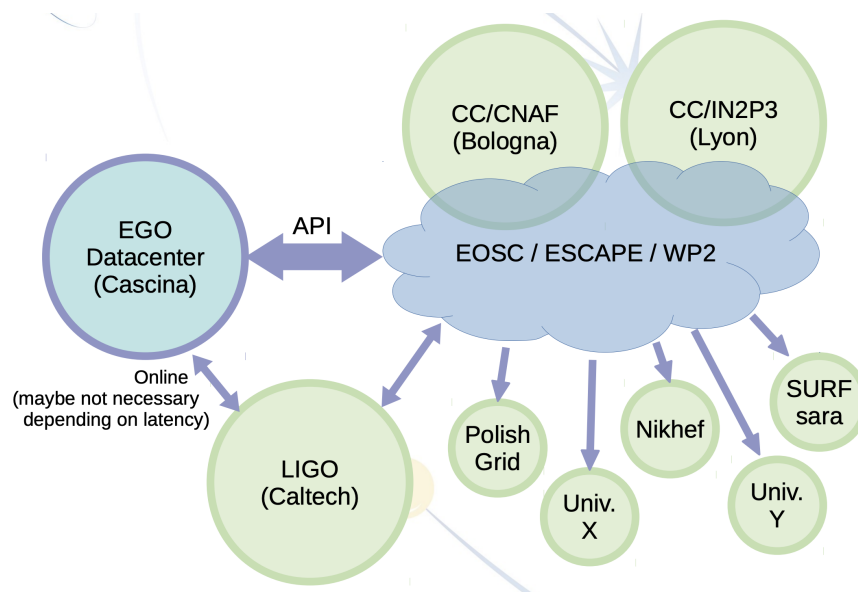 CC/CNAF
(Bologna)
CC/IN2P3
(Lyon)
EGO
Datacenter
(Cascina)
API
EOSC / ESCAPE / WP2
Online
(maybe not necessary
depending on latency)
LIGO
(Caltech)
Polish
Grid
Univ.
X
Nikhef
Univ.
Y
SURF
sara